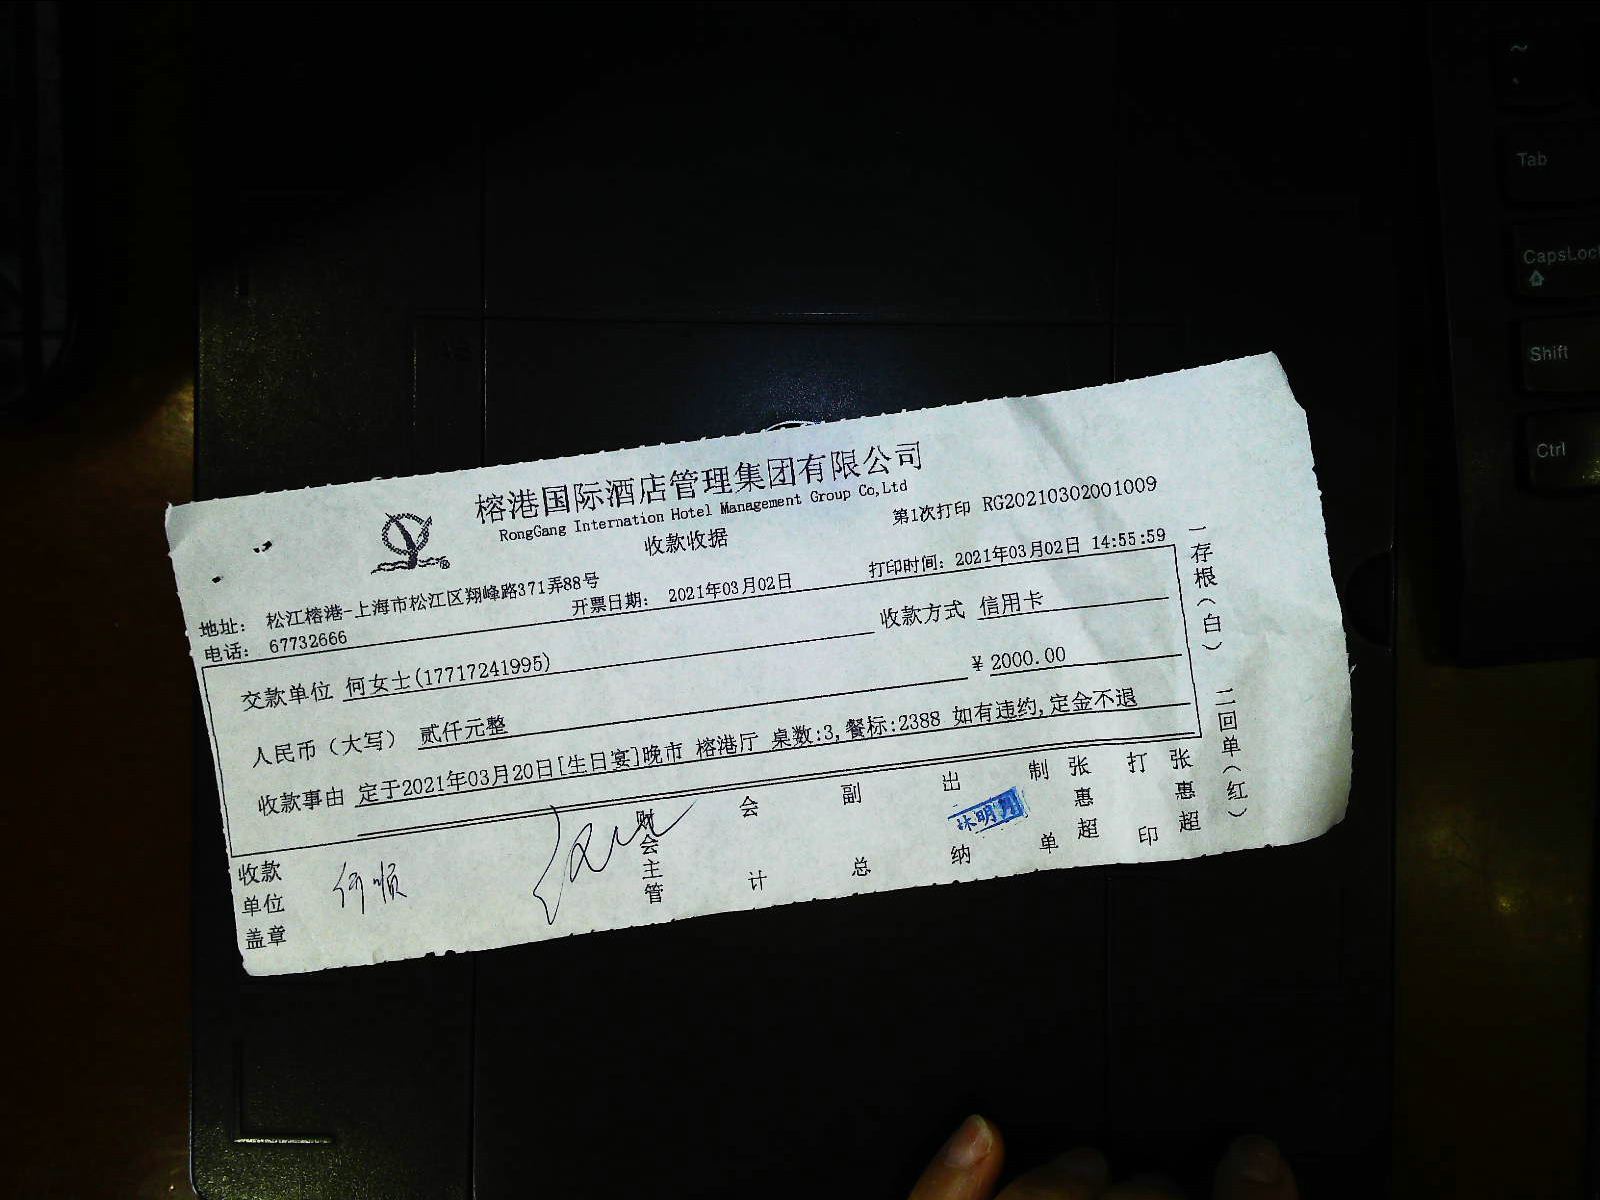 榕港国际酒店管理集团有限公司
RongGang Internation Hotel Management Group Co,Ltd
收款收据
第1次打印 RG20210302001009
地址: 松江榕港-上海市松江区翔峰路371弄88号
电话: 67732666
开票日期: 2021年03月02日
打印时间: 2021年03月02日 14:55:59
交款单位 何女士(17717241995)
收款方式 信用卡
人民币（大写） 贰仟元整
¥ 2000.00
收款事由 定于2021年03月20日[生日宴]晚市 榕港厅 桌数:3,餐标:2388 如有违约,定金不退
收款单位盖章
何顺
财会主管
会计
副总
出纳
制单
张惠超
打印
张惠超
一存根（白）
二回单（红）
~
`
Tab
CapsLoc
Shift
Ctrl